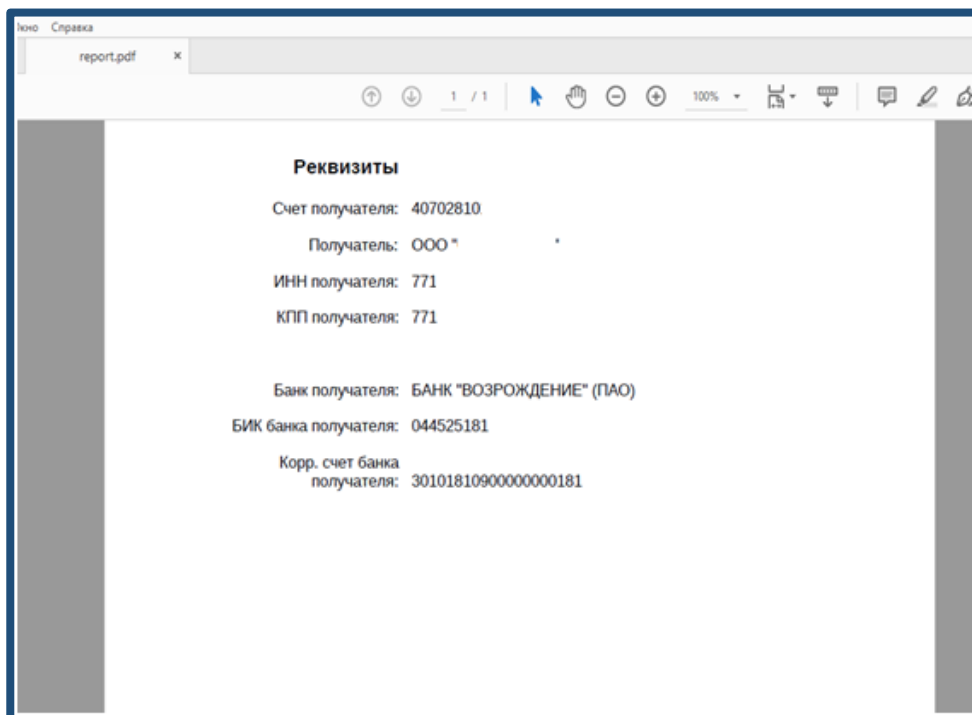 Окно Справка
report.pdf ×
1 / 1 100%
Реквизиты
Счет получателя: 40702810
Получатель: ООО "
ИНН получателя: 771
КПП получателя: 771
Банк получателя: БАНК "ВОЗРОЖДЕНИЕ" (ПАО)
БИК банка получателя: 044525181
Корр. счет банка
получателя: 30101810900000000181